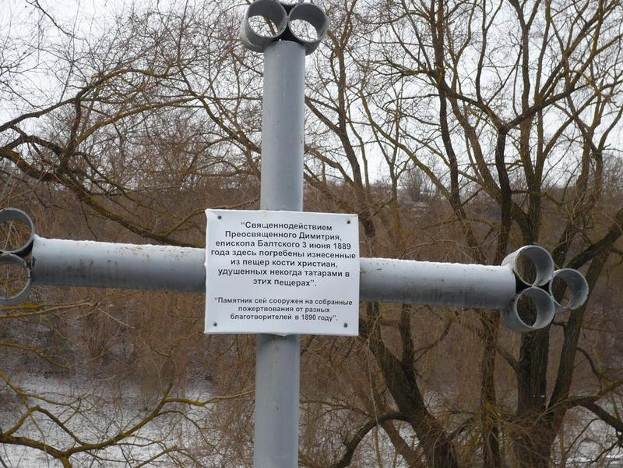 "Священнодействием
Преосвященного Димитрия,
епископа Балтского 3 июня 1889
года здесь погребены изнесенные
из пещер кости христиан,
удушенных некогда татарами в
этих пещерах".
"Памятник сей сооружен на собранные
пожертвования от разных
благотворителей в 1890 году".